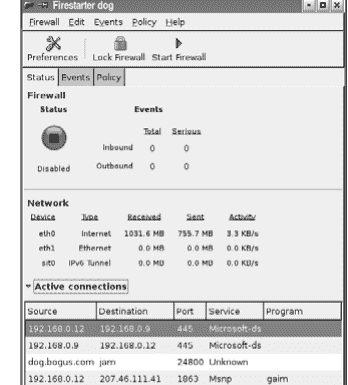 Firestarter dog
Firewall Edit Events Policy Help
Preferences Lock Firewall Start Firewall
Status Events Policy
Firewall
Status Events
Total Serious
Inbound 0 0
Disabled Outbound 0 0
Network
Device Type Received Sent Activity
eth0 Internet 1031.6 MB 755.7 MB 3.3 KB/s
eth1 Ethernet 0.0 MB 0.0 MB 0.0 KB/s
sit0 IPv6 Tunnel 0.0 MB 0.0 MB 0.0 KB/s
Active connections
Source Destination Port Service Program
192.168.0.12 192.168.0.9 445 Microsoft-ds
192.168.0.9 192.168.0.12 445 Microsoft-ds
dog.bogus.com jam 24800 Unknown
192.168.0.12 207.46.111.41 1863 Msnp gaim